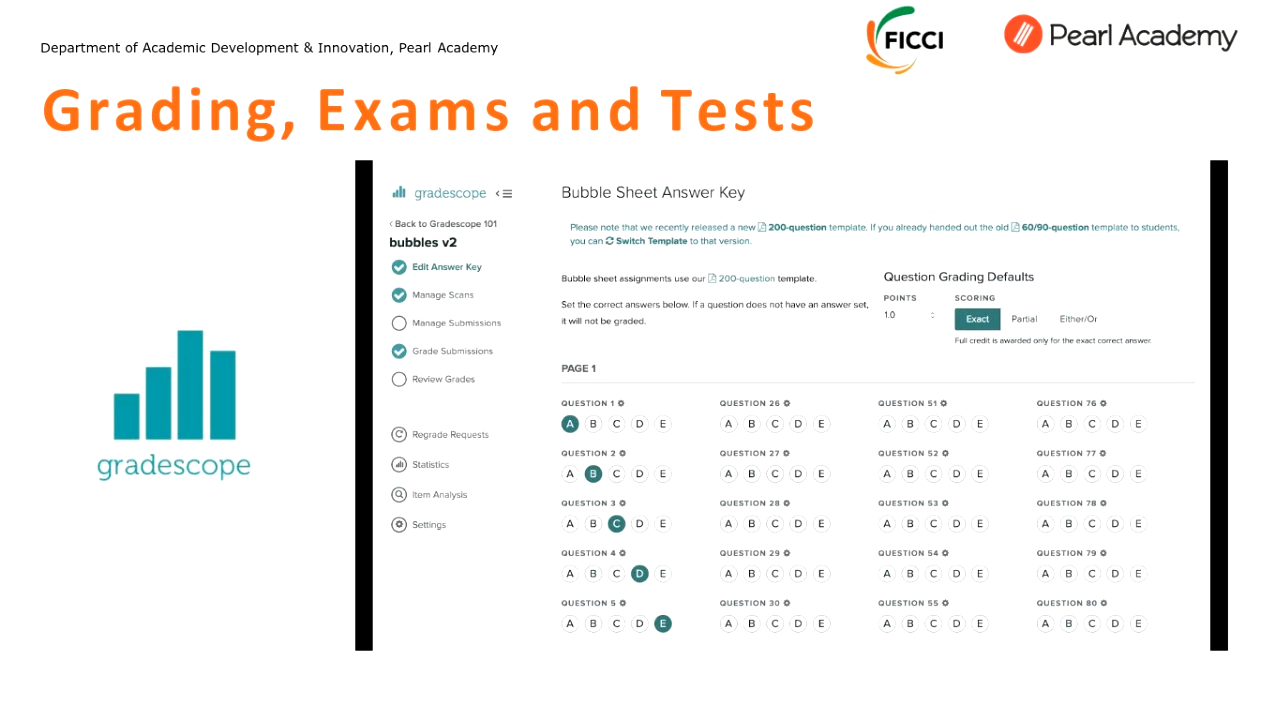 Department of Academic Development & Innovation, Pearl Academy
FICCI
Pearl Academy
Grading, Exams and Tests
gradescope
gradescope
Back to Gradescope 101
bubbles v2
Edit Answer Key
Manage Scans
Manage Submissions
Grade Submissions
Review Grades
Regrade Requests
Statistics
Item Analysis
Settings
Bubble Sheet Answer Key
Please note that we recently released a new 200-question template. If you already handed out the old 60/90-question template to students,
you can Switch Template to that version.
Bubble sheet assignments use our 200-question template.
Set the correct answers below. If a question does not have an answer set,
it will not be graded.
Question Grading Defaults
POINTS SCORING
1.0 Exact Partial Either/Or
Full credit is awarded only for the exact correct answer.
PAGE 1
QUESTION 1 QUESTION 26 QUESTION 51 QUESTION 76
A B C D E A B C D E A B C D E A B C D E
QUESTION 2 QUESTION 27 QUESTION 52 QUESTION 77
A B C D E A B C D E A B C D E A B C D E
QUESTION 3 QUESTION 28 QUESTION 53 QUESTION 78
A B C D E A B C D E A B C D E A B C D E
QUESTION 4 QUESTION 29 QUESTION 54 QUESTION 79
A B C D E A B C D E A B C D E A B C D E
QUESTION 5 QUESTION 30 QUESTION 55 QUESTION 80
A B C D E A B C D E A B C D E A B C D E